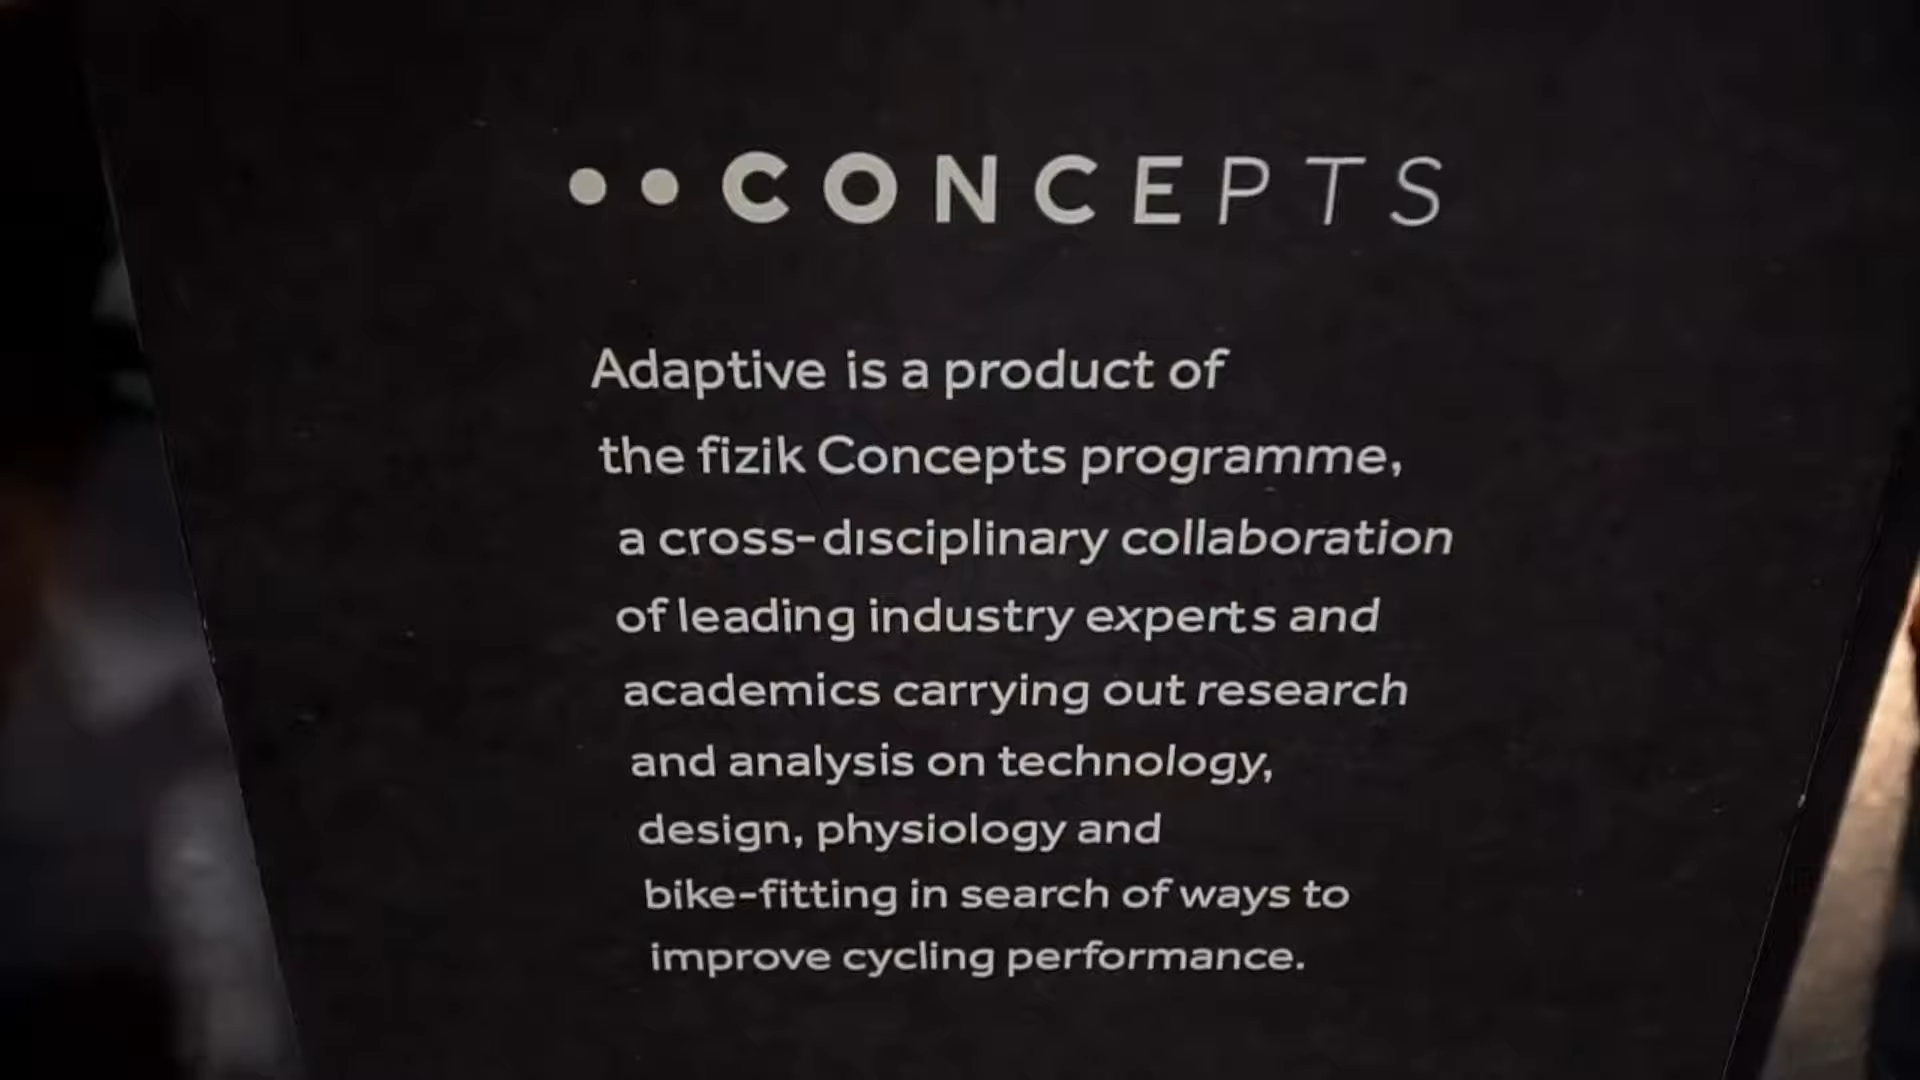 ••CONCEPTS
Adaptive is a product of
the fizik Concepts programme,
a cross-disciplinary collaboration
of leading industry experts and
academics carrying out research
and analysis on technology,
design, physiology and
bike-fitting in search of ways to
improve cycling performance.